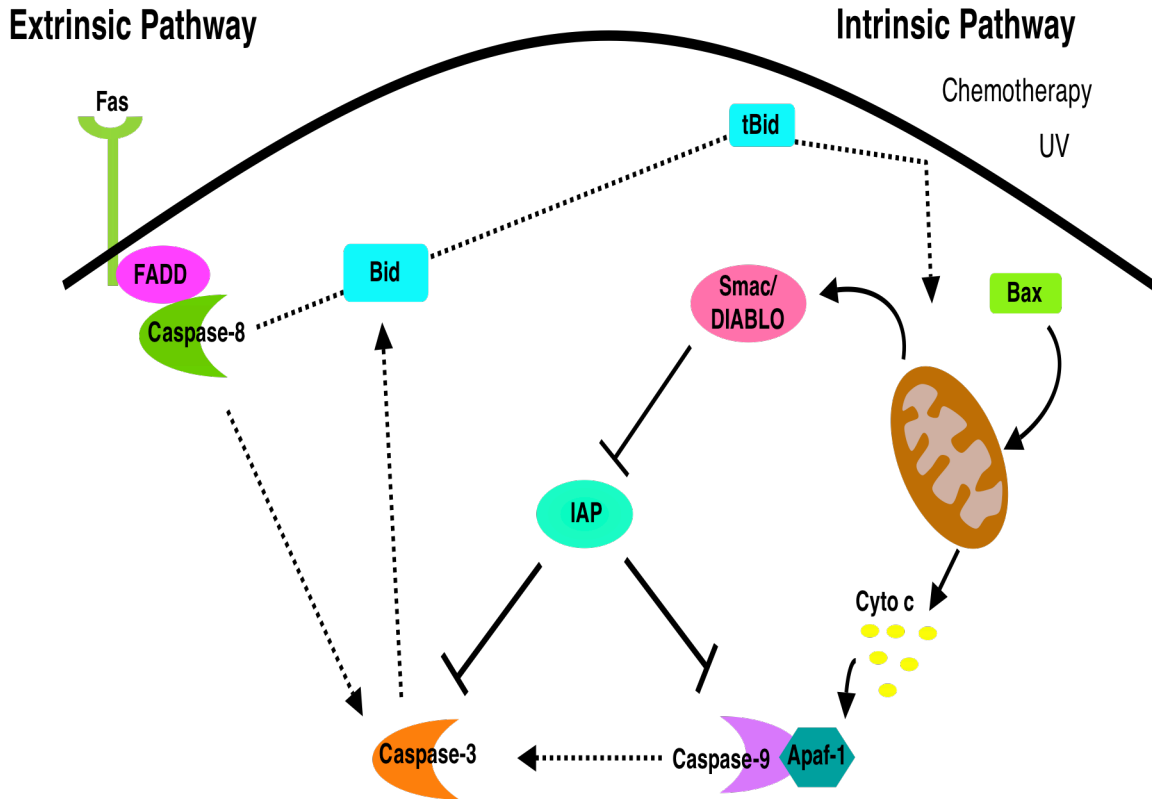 Extrinsic Pathway
Intrinsic Pathway
Chemotherapy
UV
Fas
tBid
FADD
Bid
Caspase-8
Smac/
DIABLO
Bax
IAP
Cyto c
Caspase-3
Caspase-9
Apaf-1